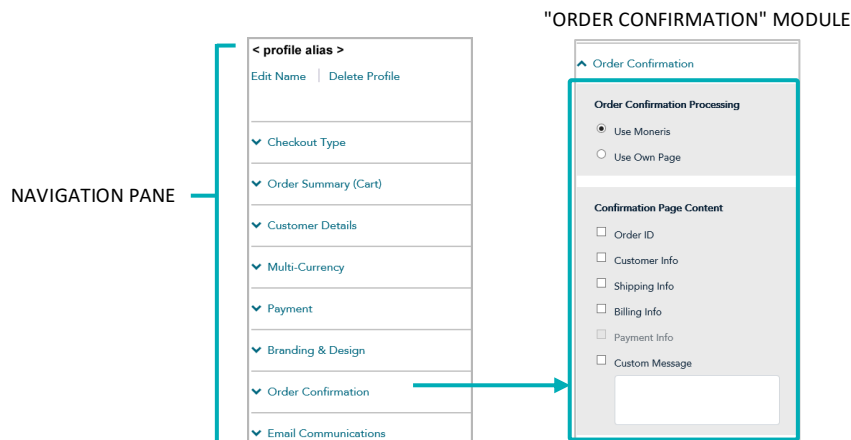 "ORDER CONFIRMATION" MODULE
< profile alias >
Edit Name | Delete Profile
Checkout Type
Order Summary (Cart)
Customer Details
Multi-Currency
Payment
Branding & Design
Order Confirmation
Email Communications
NAVIGATION PANE
Order Confirmation
Order Confirmation Processing
Use Moneris
Use Own Page
Confirmation Page Content
Order ID
Customer Info
Shipping Info
Billing Info
Payment Info
Custom Message